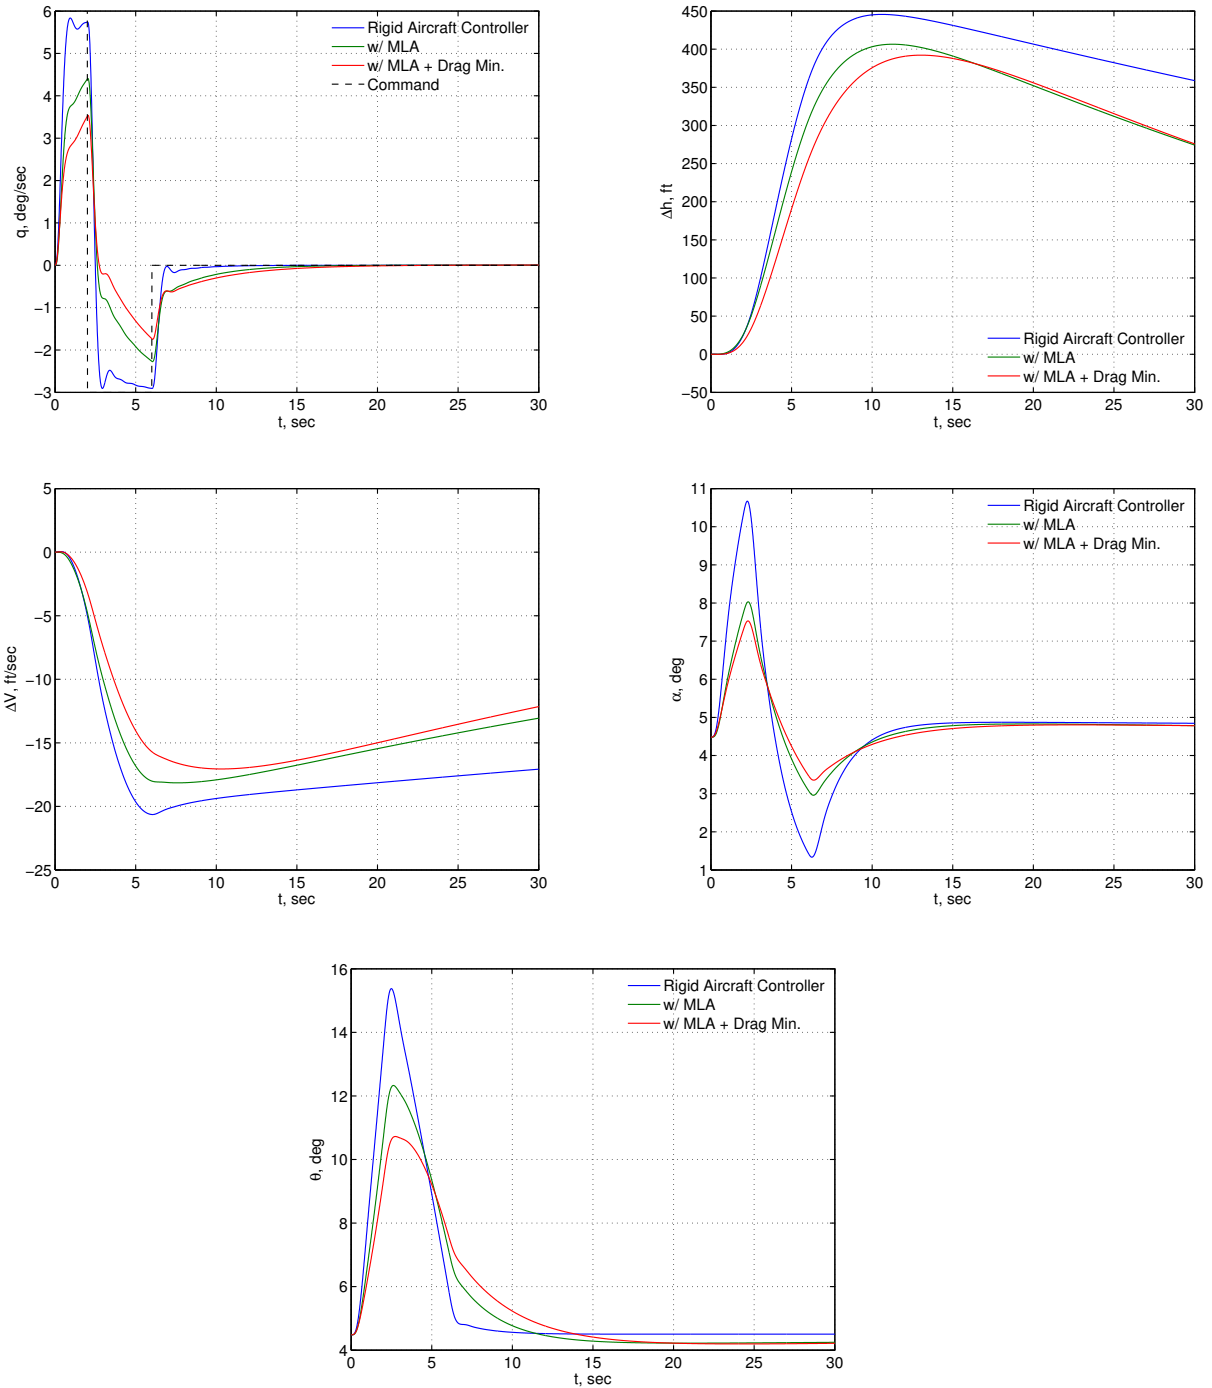 6
5
4
3
2
1
0
−1
−2
−3
0 5 10 15 20 25 30
q, deg/sec
t, sec
Rigid Aircraft Controller
w/ MLA
w/ MLA + Drag Min.
Command
450
400
350
300
250
200
150
100
50
0
−50
0 5 10 15 20 25 30
Δh, ft
t, sec
Rigid Aircraft Controller
w/ MLA
w/ MLA + Drag Min.
5
0
−5
−10
−15
−20
−25
0 5 10 15 20 25 30
ΔV, ft/sec
t, sec
11
10
9
8
7
6
5
4
3
2
1
0 5 10 15 20 25 30
α, deg
t, sec
Rigid Aircraft Controller
w/ MLA
w/ MLA + Drag Min.
16
14
12
10
8
6
4
0 5 10 15 20 25 30
θ, deg
t, sec
Rigid Aircraft Controller
w/ MLA
w/ MLA + Drag Min.